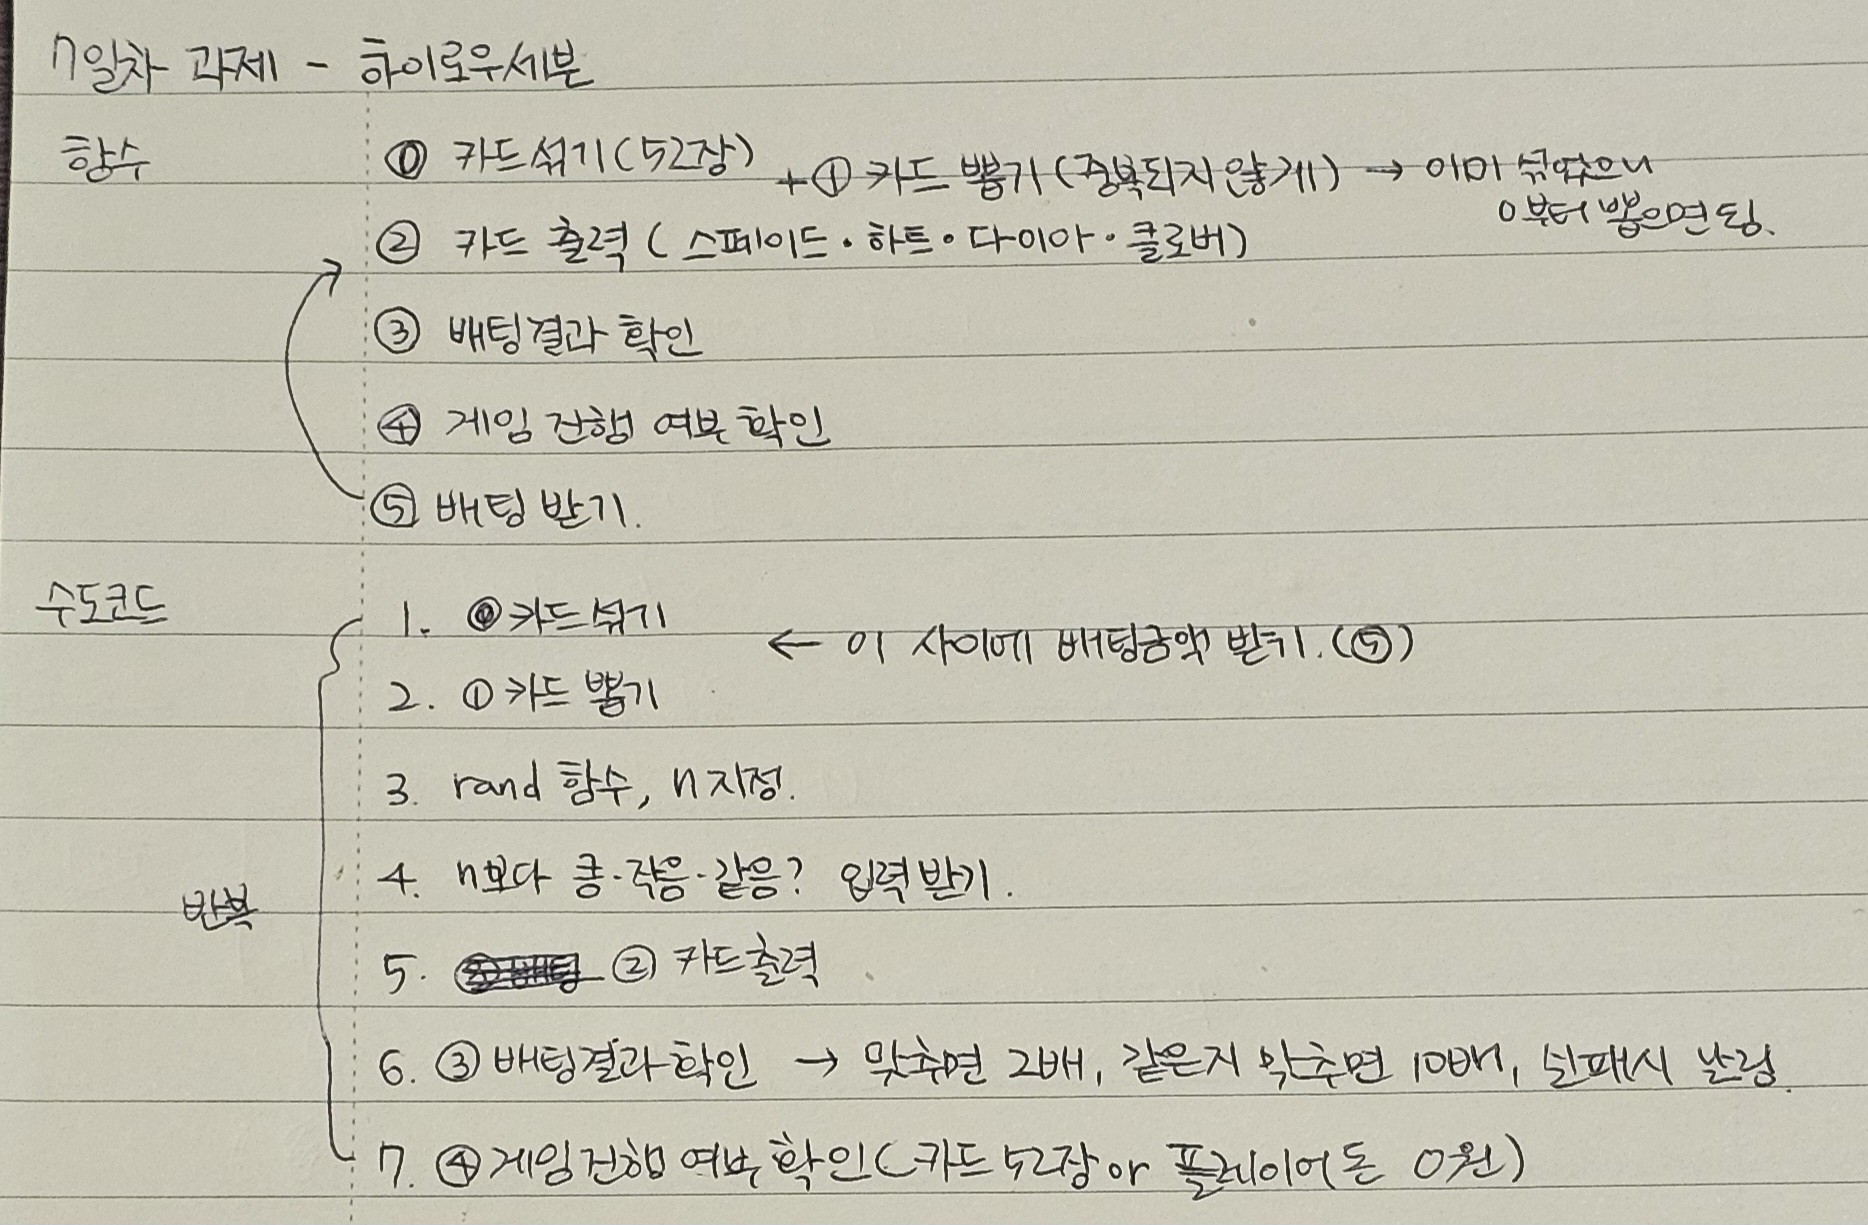 7일차 과제 - 하이로우세븐
함수 ⓪ 카드섞기(52장) + ① 카드 뽑기(중복되지 않게) → 이미 섞었으니
0부터 뽑으면 됨.
② 카드 출력 (스페이드·하트·다이아·클로버)
③ 배팅결과 확인
④ 게임 진행 여부 확인
⑤ 배팅 받기.
수도코드 1. ⓪ 카드섞기
← 이 사이에 배팅금액 받기.(⑤)
2. ① 카드 뽑기
3. rand 함수, n지정.
4. n보다 큼·작음·같음? 입력받기.
반복
5. ② 카드출력
6. ③ 배팅결과확인 → 맞추면 2배, 같은지 맞추면 10배, 실패시 날림.
7. ④ 게임진행 여부 확인(카드 52장 or 플레이어 돈 0원)